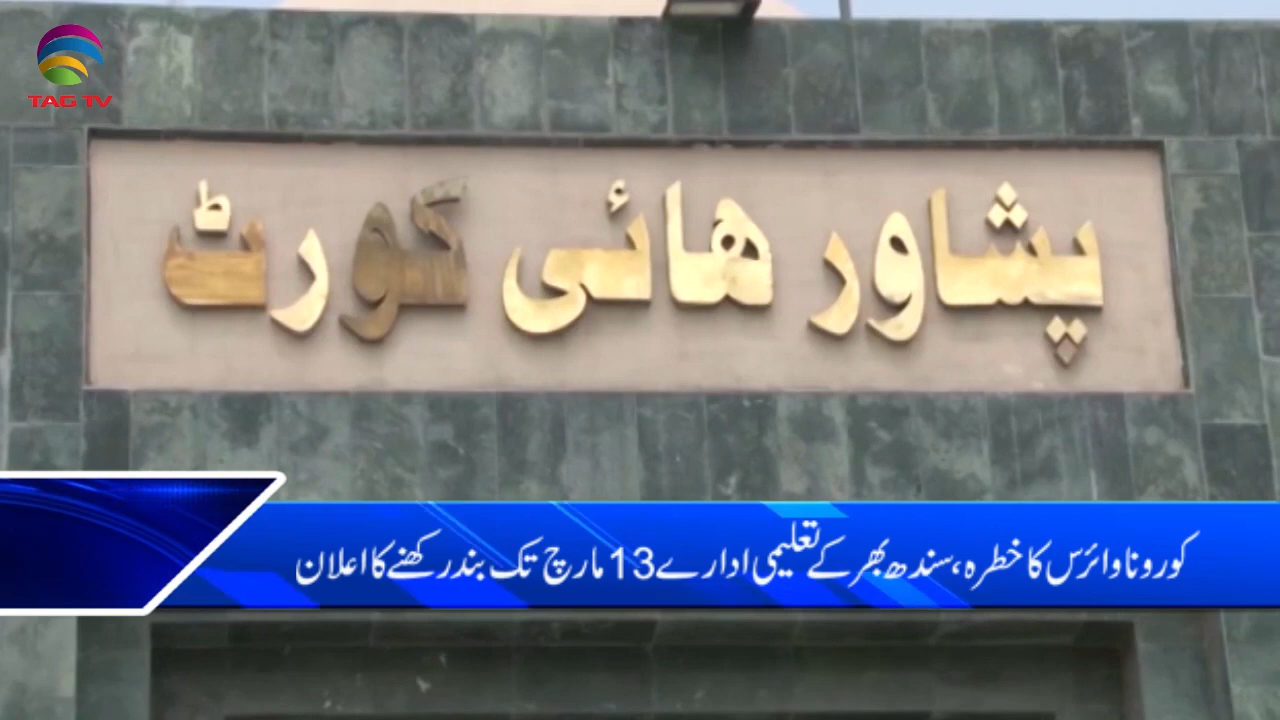 TAG TV
پشاور ھائی کورٹ
کورونا وائرس کا خطرہ، سندھ بھر کے تعلیمی ادارے 13 مارچ تک بند رکھنے کا اعلان